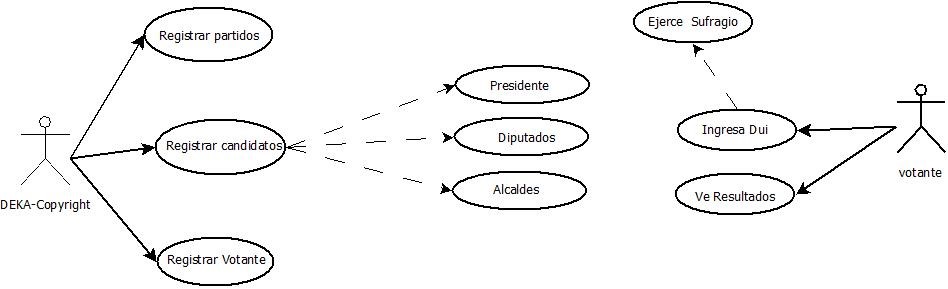 Registrar partidos
Registrar candidatos
Registrar Votante
DEKA-Copyright
Presidente
Diputados
Alcaldes
Ejerce Sufragio
Ingresa Dui
Ve Resultados
votante